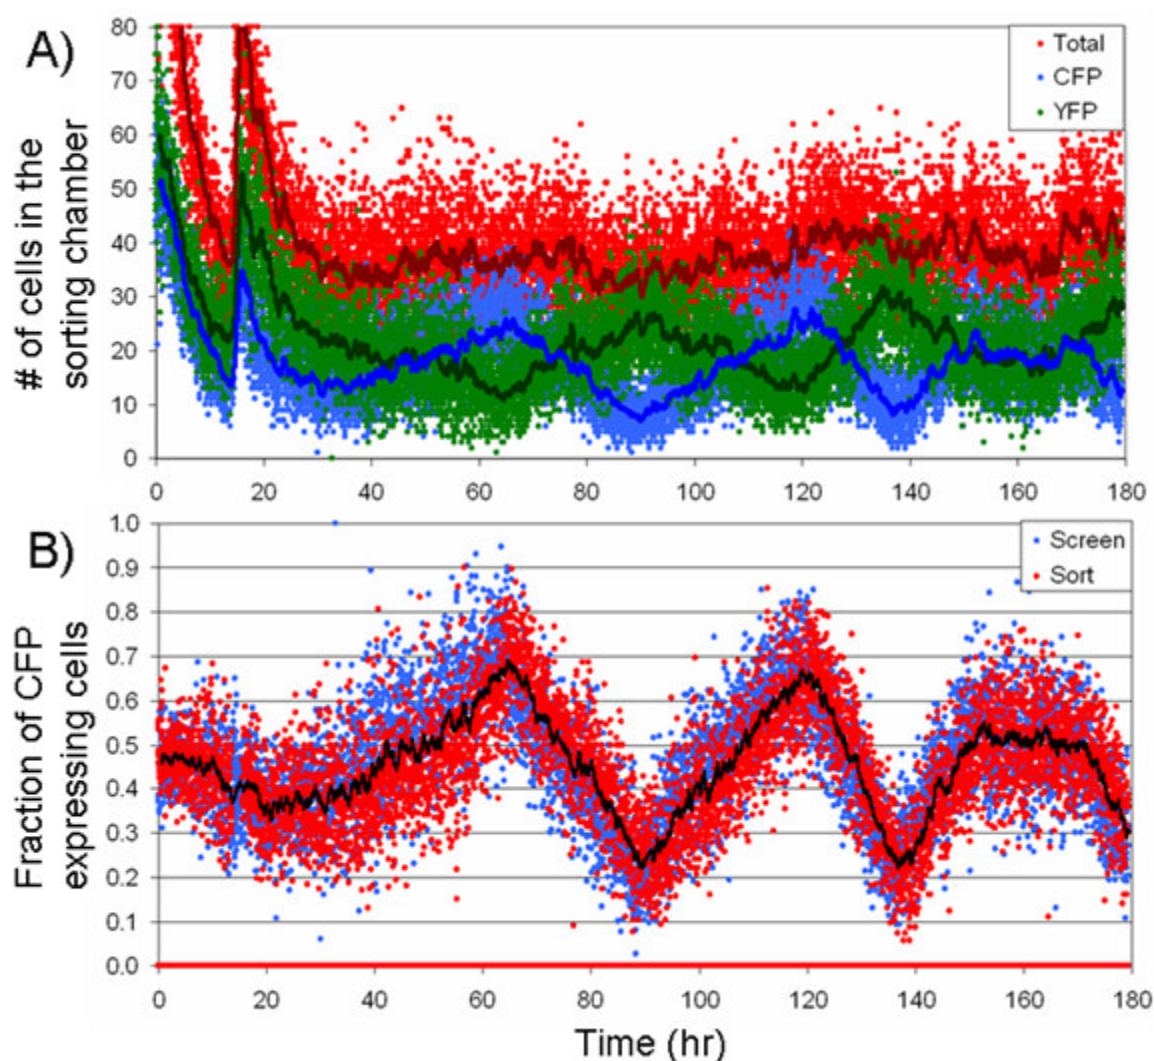 A)
# of cells in the
sorting chamber
80
70
60
50
40
30
20
10
0
Total
CFP
YFP
0 20 40 60 80 100 120 140 160 180
B)
Fraction of CFP
expressing cells
1.0
0.9
0.8
0.7
0.6
0.5
0.4
0.3
0.2
0.1
0.0
Screen
Sort
0 20 40 60 80 100 120 140 160 180
Time (hr)